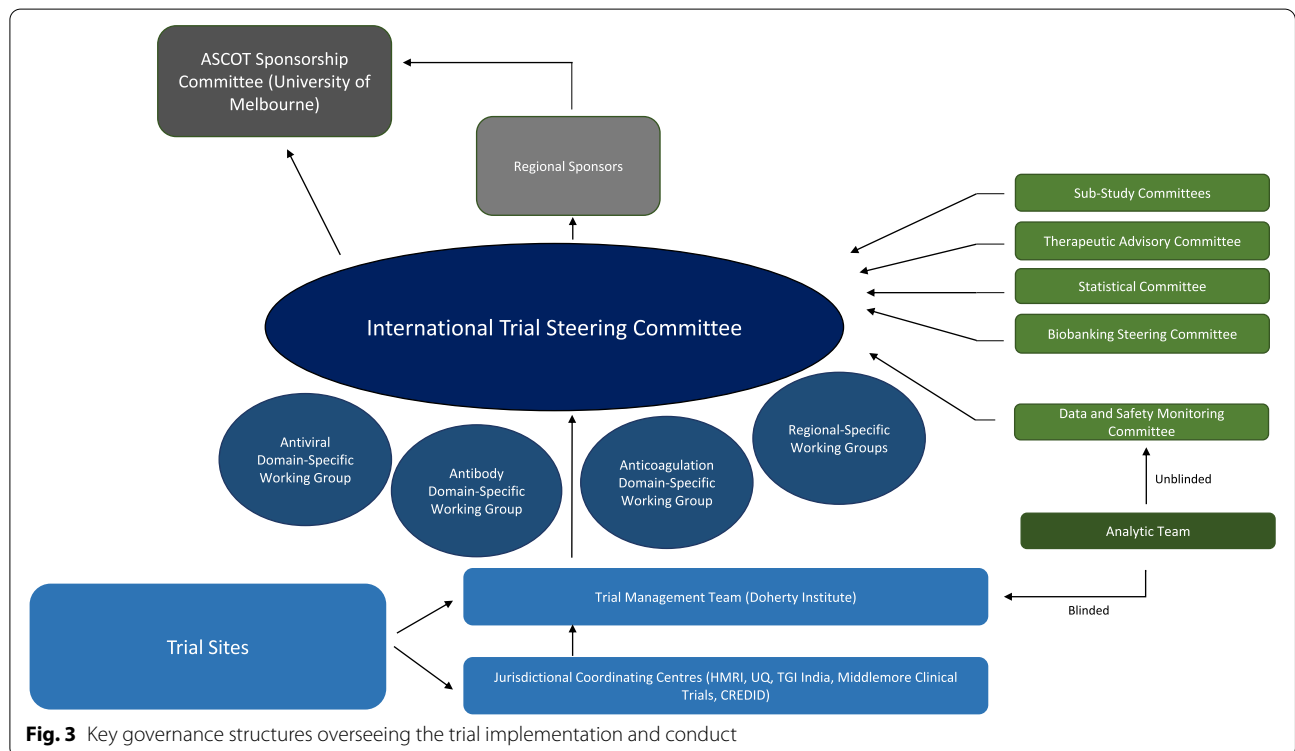 ASCOT Sponsorship
Committee (University of
Melbourne)
Regional Sponsors
Sub-Study Committees
Therapeutic Advisory Committee
Statistical Committee
Biobanking Steering Committee
International Trial Steering Committee
Data and Safety Monitoring
Committee
Antiviral
Domain-Specific
Working Group
Antibody
Domain-Specific
Working Group
Anticoagulation
Domain-Specific
Working Group
Regional-Specific
Working Groups
Unblinded
Analytic Team
Blinded
Trial Management Team (Doherty Institute)
Trial Sites
Jurisdictional Coordinating Centres (HMRI, UQ, TGI India, Middlemore Clinical
Trials, CREDID)
Fig. 3 Key governance structures overseeing the trial implementation and conduct